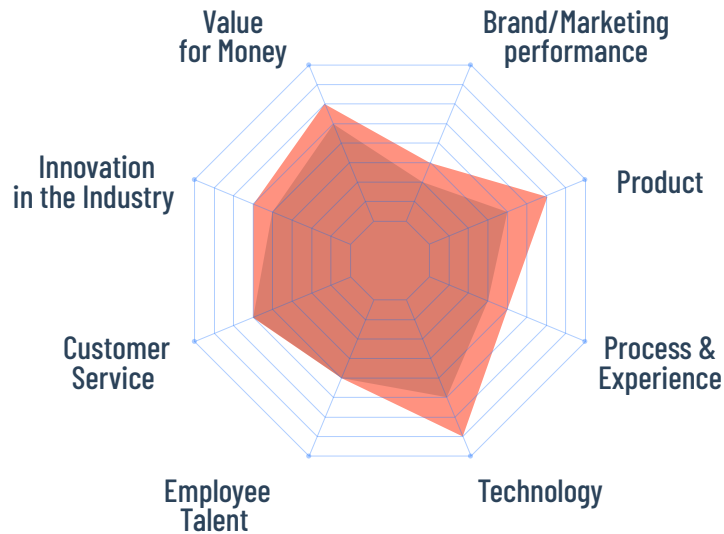 Value
for Money
Brand/Marketing
performance
Innovation
in the Industry
Product
Customer
Service
Process &
Experience
Employee
Talent
Technology